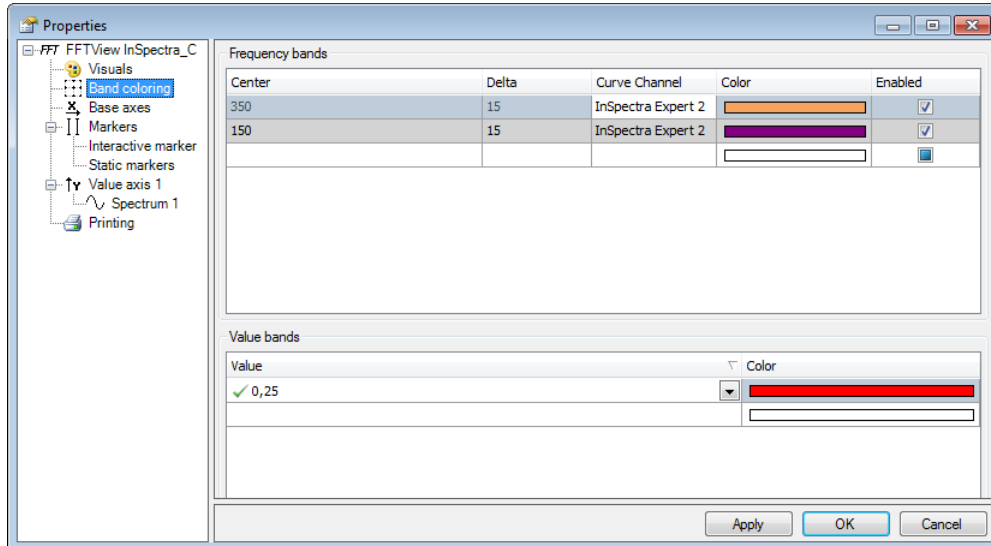 Properties
FFT FFTView InSpectra_C
Visuals
Band coloring
X Base axes
Markers
Interactive marker
Static markers
Y Value axis 1
Spectrum 1
Printing
Frequency bands
Center Delta Curve Channel Color Enabled
350 15 InSpectra Expert 2
150 15 InSpectra Expert 2
Value bands
Value Color
0,25
Apply OK Cancel